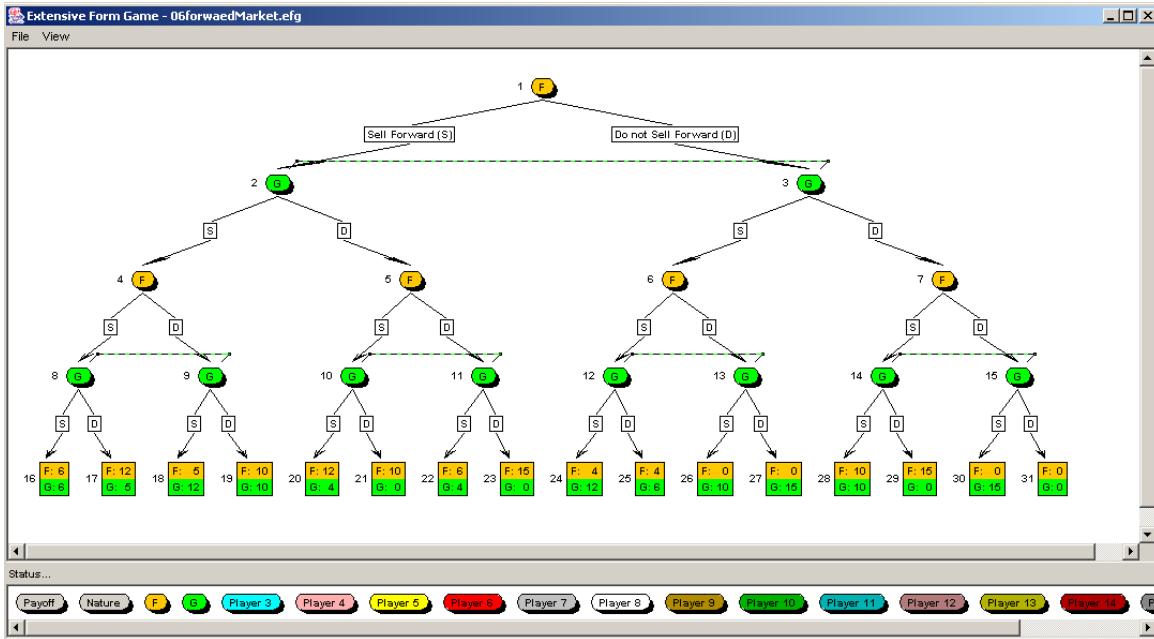 Extensive Form Game - 06forwaedMarket.efg
File View
1 F
Sell Forward (S) Do not Sell Forward (D)
2 G 3 G
S D S D
4 F 5 F 6 F 7 F
S D S D S D S D
8 G 9 G 10 G 11 G 12 G 13 G 14 G 15 G
S D S D S D S D S D S D S D S D
F: 6 F: 12 F: 5 F: 10 F: 12 F: 10 F: 6 F: 15 F: 4 F: 4 F: 0 F: 0 F: 10 F: 15 F: 0 F: 0
16 17 18 19 20 21 22 23 24 25 26 27 28 29 30 31
G: 6 G: 5 G: 12 G: 10 G: 4 G: 0 G: 4 G: 0 G: 12 G: 6 G: 10 G: 15 G: 0 G: 0 G: 15 G: 0
Status...
Payoff Nature F G Player 3 Player 4 Player 5 Player 6 Player 7 Player 8 Player 9 Player 10 Player 11 Player 12 Player 13 Player 14 P